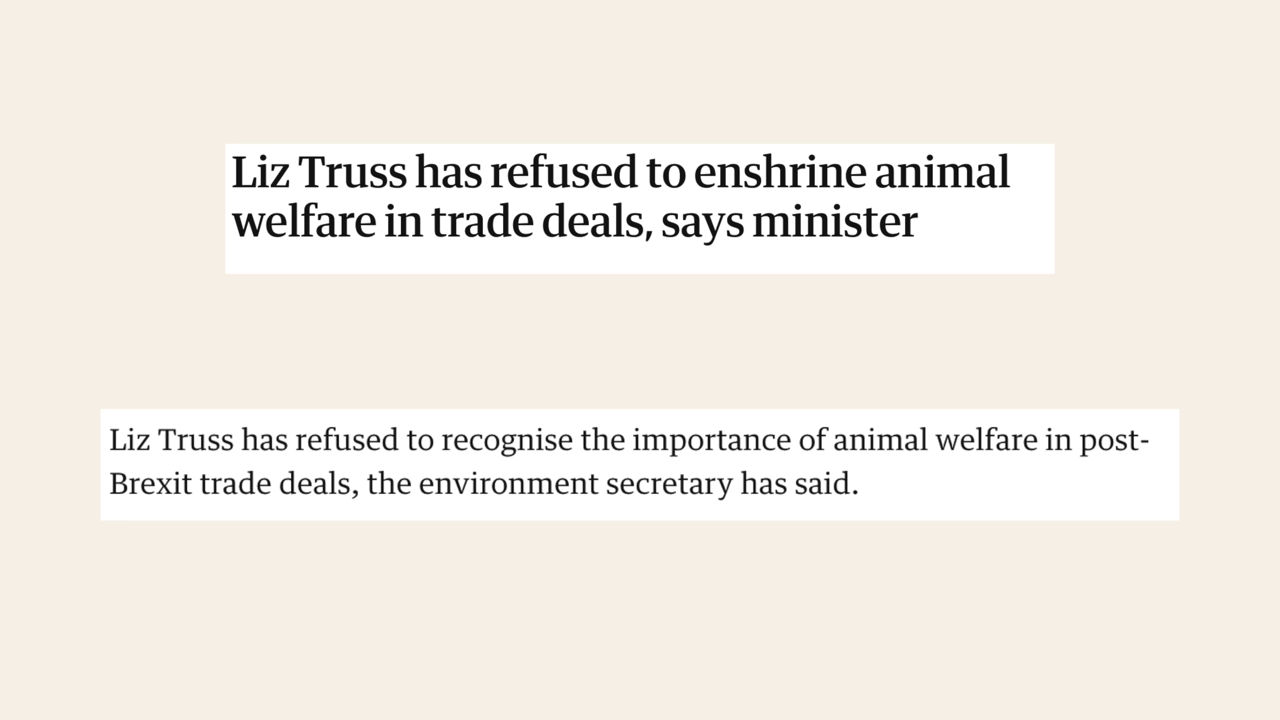 Liz Truss has refused to enshrine animal
welfare in trade deals, says minister
Liz Truss has refused to recognise the importance of animal welfare in post-
Brexit trade deals, the environment secretary has said.